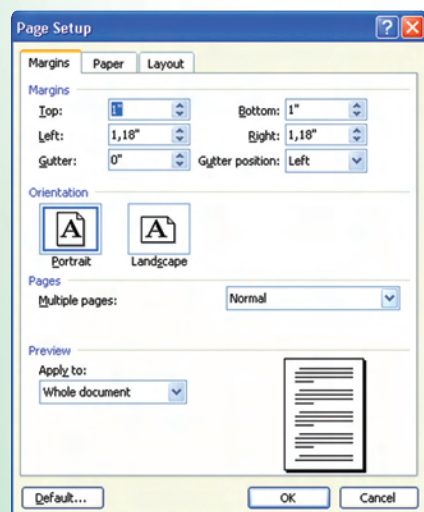 Page Setup
Margins Paper Layout
Margins
Top: 1" Bottom: 1"
Left: 1,18" Right: 1,18"
Gutter: 0" Gutter position: Left
Orientation
A A
Portrait Landscape
Pages
Multiple pages: Normal
Preview
Apply to:
Whole document
Default... OK Cancel